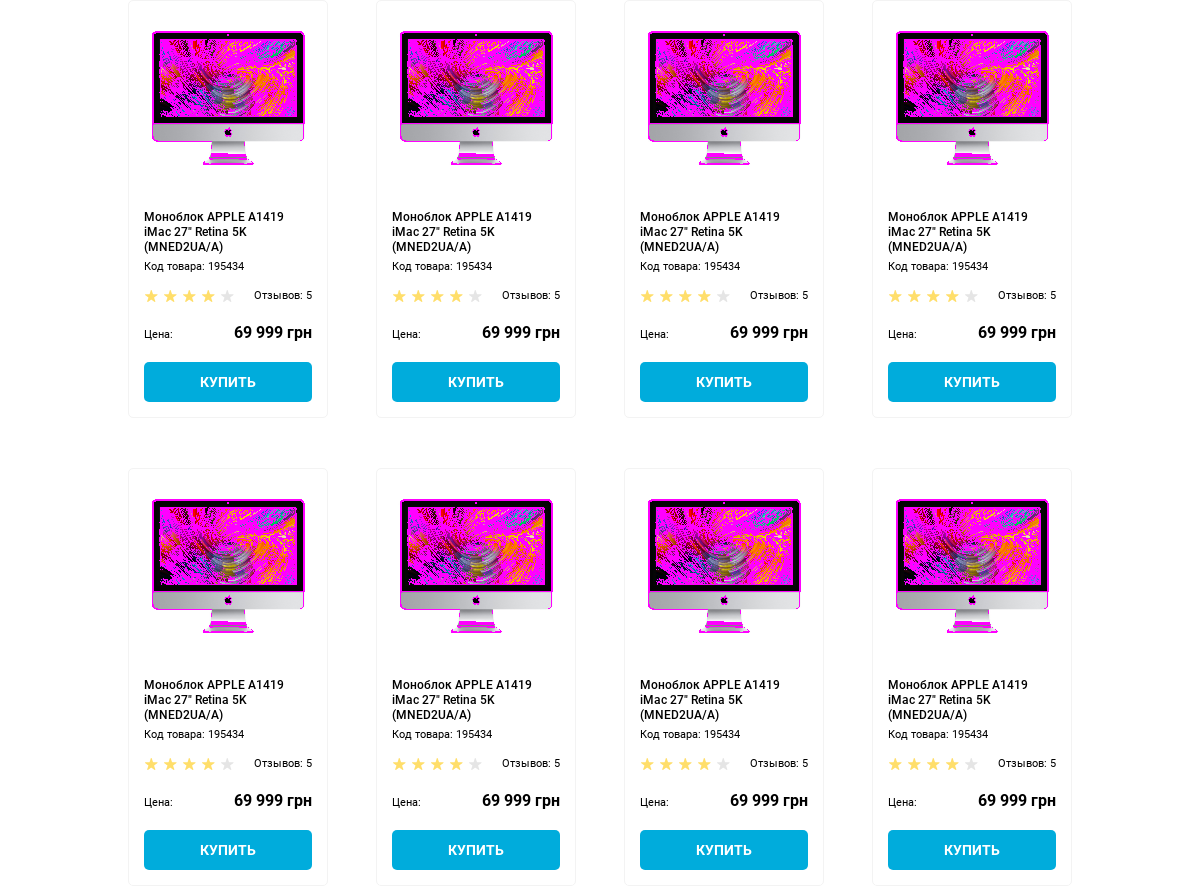 Моноблок APPLE A1419
iMac 27" Retina 5K
(MNED2UA/A)
Код товара: 195434
Отзывов: 5
Цена: 69 999 грн
КУПИТЬ
Моноблок APPLE A1419
iMac 27" Retina 5K
(MNED2UA/A)
Код товара: 195434
Отзывов: 5
Цена: 69 999 грн
КУПИТЬ
Моноблок APPLE A1419
iMac 27" Retina 5K
(MNED2UA/A)
Код товара: 195434
Отзывов: 5
Цена: 69 999 грн
КУПИТЬ
Моноблок APPLE A1419
iMac 27" Retina 5K
(MNED2UA/A)
Код товара: 195434
Отзывов: 5
Цена: 69 999 грн
КУПИТЬ
Моноблок APPLE A1419
iMac 27" Retina 5K
(MNED2UA/A)
Код товара: 195434
Отзывов: 5
Цена: 69 999 грн
КУПИТЬ
Моноблок APPLE A1419
iMac 27" Retina 5K
(MNED2UA/A)
Код товара: 195434
Отзывов: 5
Цена: 69 999 грн
КУПИТЬ
Моноблок APPLE A1419
iMac 27" Retina 5K
(MNED2UA/A)
Код товара: 195434
Отзывов: 5
Цена: 69 999 грн
КУПИТЬ
Моноблок APPLE A1419
iMac 27" Retina 5K
(MNED2UA/A)
Код товара: 195434
Отзывов: 5
Цена: 69 999 грн
КУПИТЬ